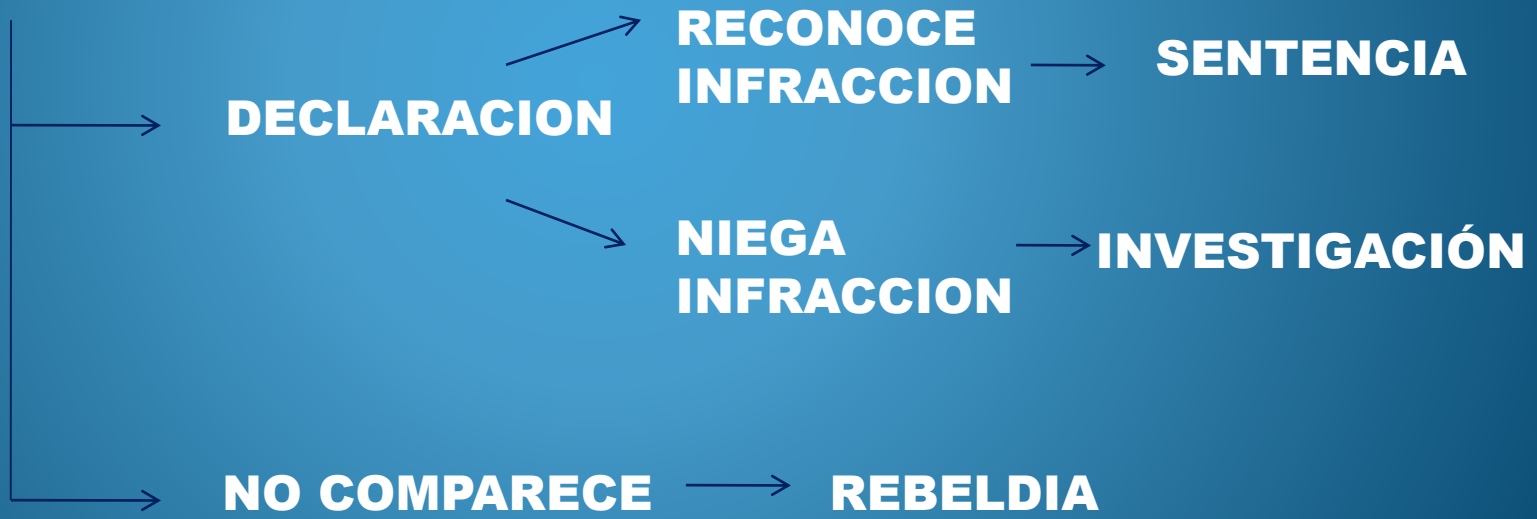 RECONOCE
INFRACCION
SENTENCIA
DECLARACION
NIEGA
INFRACCION
INVESTIGACIÓN
NO COMPARECE
REBELDIA